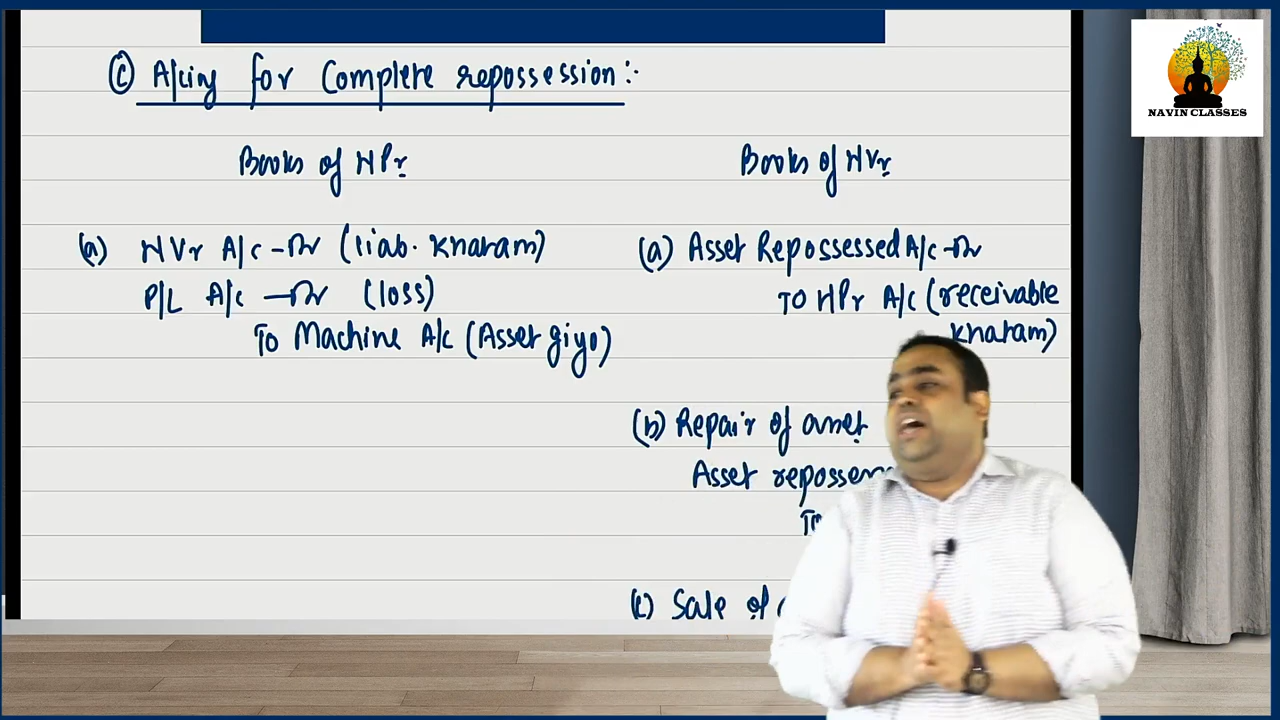 (c) A/cing for Complete repossession:-
Books of HPr
(a) HVr A/c -Dr (liab. Khatam)
P/L A/c -Dr (loss)
To Machine A/c (Asset giyo)
Books of HVr
(a) Asset Repossessed A/c -Dr
To HPr A/c (receivable
Khatam)
(b) Repair of asset
Asset
To
(c) Sale of
NAVIN CLASSES